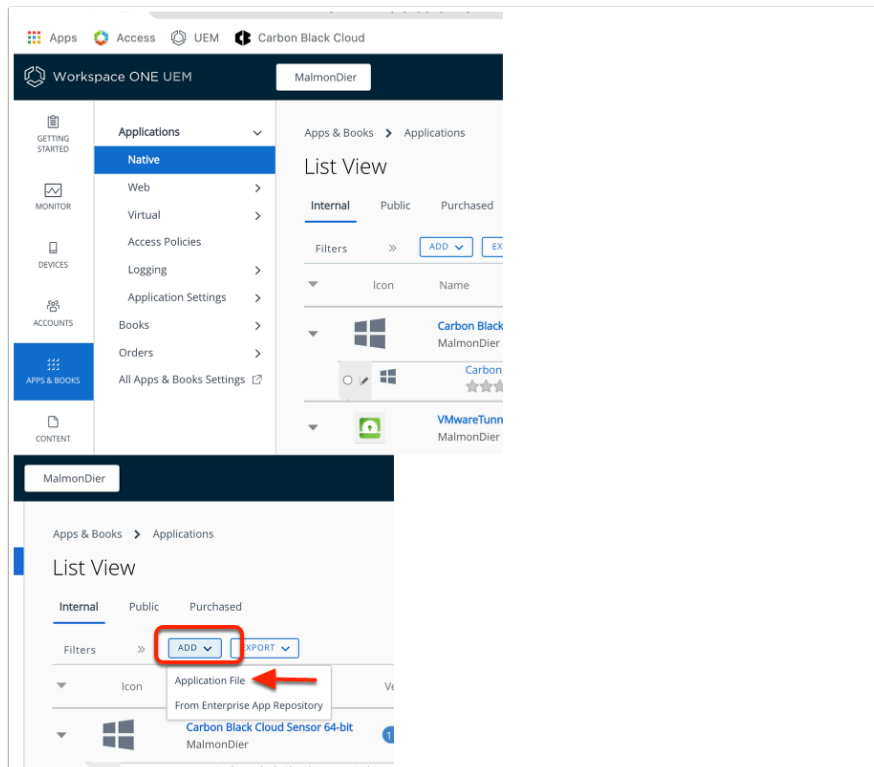 Apps Access UEM Carbon Black Cloud
Workspace ONE UEM MalmonDier
GETTING STARTED
MONITOR
DEVICES
ACCOUNTS
APPS & BOOKS
CONTENT
Applications
Native
Web
Virtual
Access Policies
Logging
Application Settings
Books
Orders
All Apps & Books Settings
Apps & Books > Applications
List View
Internal Public Purchased
Filters » ADD EX
Icon Name
Carbon Black
MalmonDier
Carbon
VMwareTunn
MalmonDier
MalmonDier
Apps & Books > Applications
List View
Internal Public Purchased
Filters » ADD EXPORT
Icon Ve
Application File
From Enterprise App Repository
Carbon Black Cloud Sensor 64-bit 1
MalmonDier